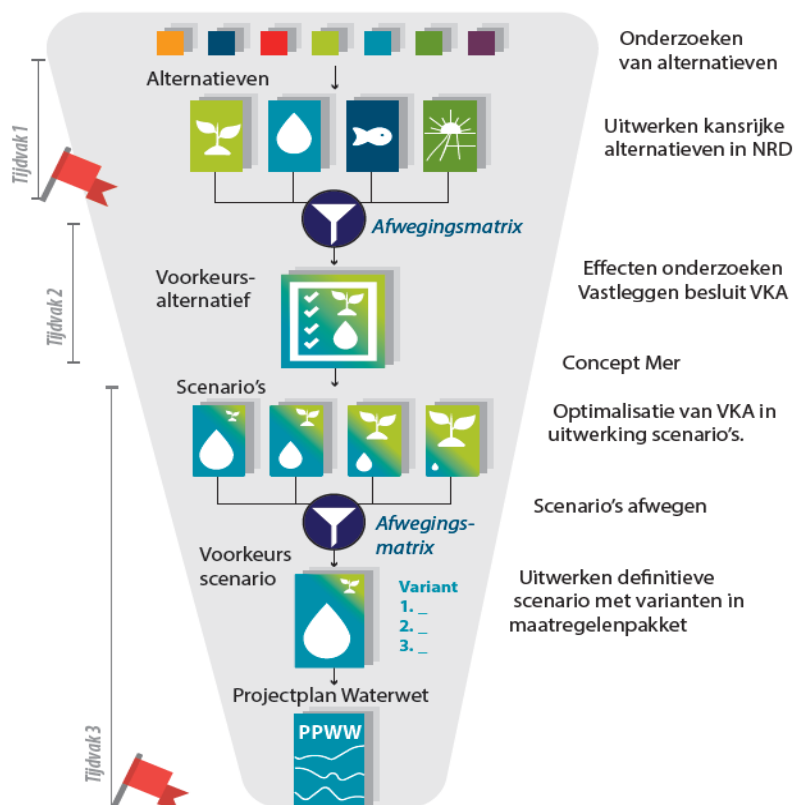 Onderzoeken
van alternatieven
Alternatieven
Tijdvak 1
Uitwerken kansrijke
alternatieven in NRD
Afwegingsmatrix
Voorkeurs-
alternatief
Effecten onderzoeken
Vastleggen besluit VKA
Tijdvak 2
Concept Mer
Scenario's
Optimalisatie van VKA in
uitwerking scenario's.
Scenario's afwegen
Afwegings-
matrix
Voorkeurs
scenario
Variant
1. _
2. _
3. _
Uitwerken definitieve
scenario met varianten in
maatregelenpakket
Projectplan Waterwet
PPWW
Tijdvak 3